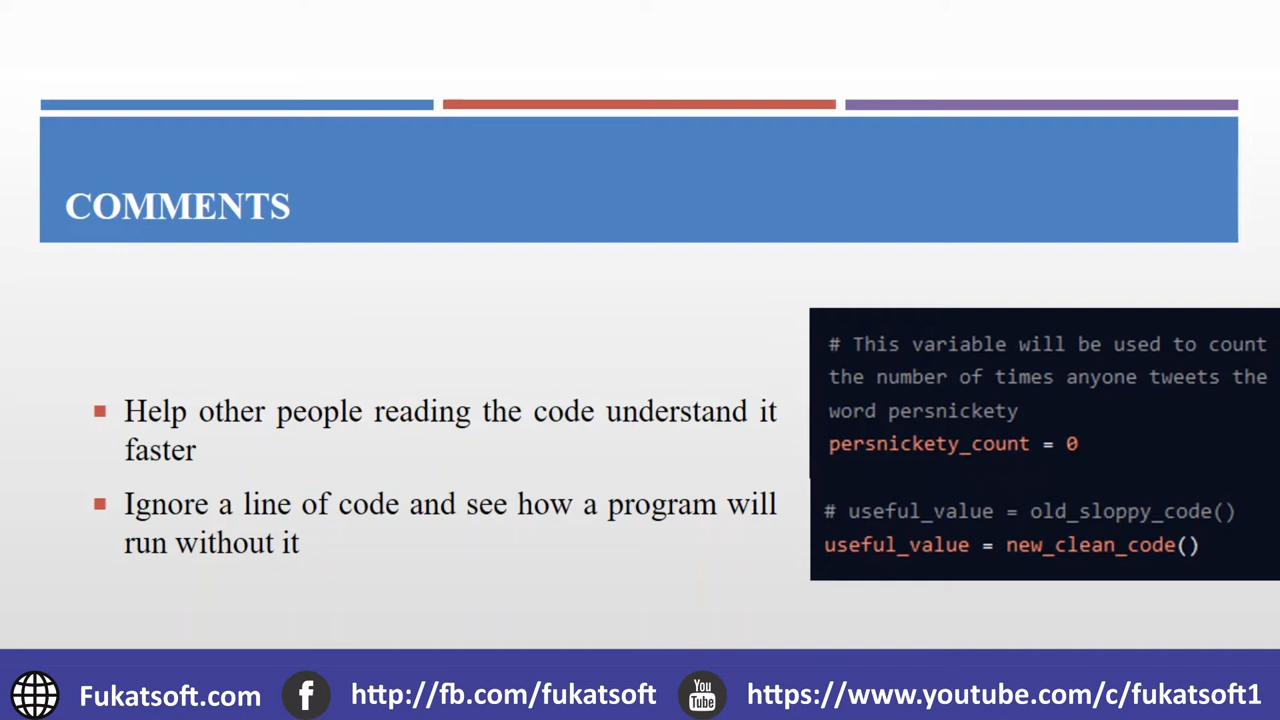 COMMENTS
Help other people reading the code understand it
faster
Ignore a line of code and see how a program will
run without it
# This variable will be used to count
the number of times anyone tweets the
word persnickety
persnickety_count = 0
# useful_value = old_sloppy_code()
useful_value = new_clean_code()
Fukatsoft.com
f
http://fb.com/fukatsoft
You
Tube
https://www.youtube.com/c/fukatsoft1